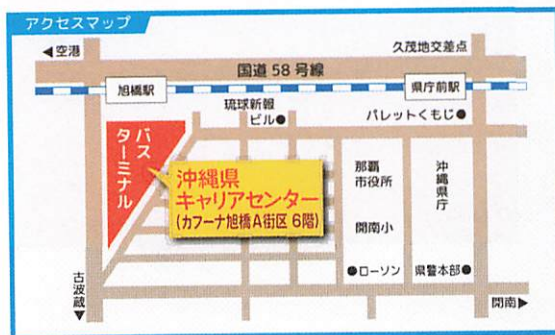 アクセスマップ
◀空港
久茂地交差点
国道58号線
旭橋駅
県庁前駅
琉球新報
ビル●
パレットくもじ●
バス
ターミナル
沖縄県
キャリアセンター
(カフーナ旭橋A街区 6階)
那覇
市役所
沖縄県庁
開南小
●ローソン
県警本部●
古波蔵
▼
開南▶